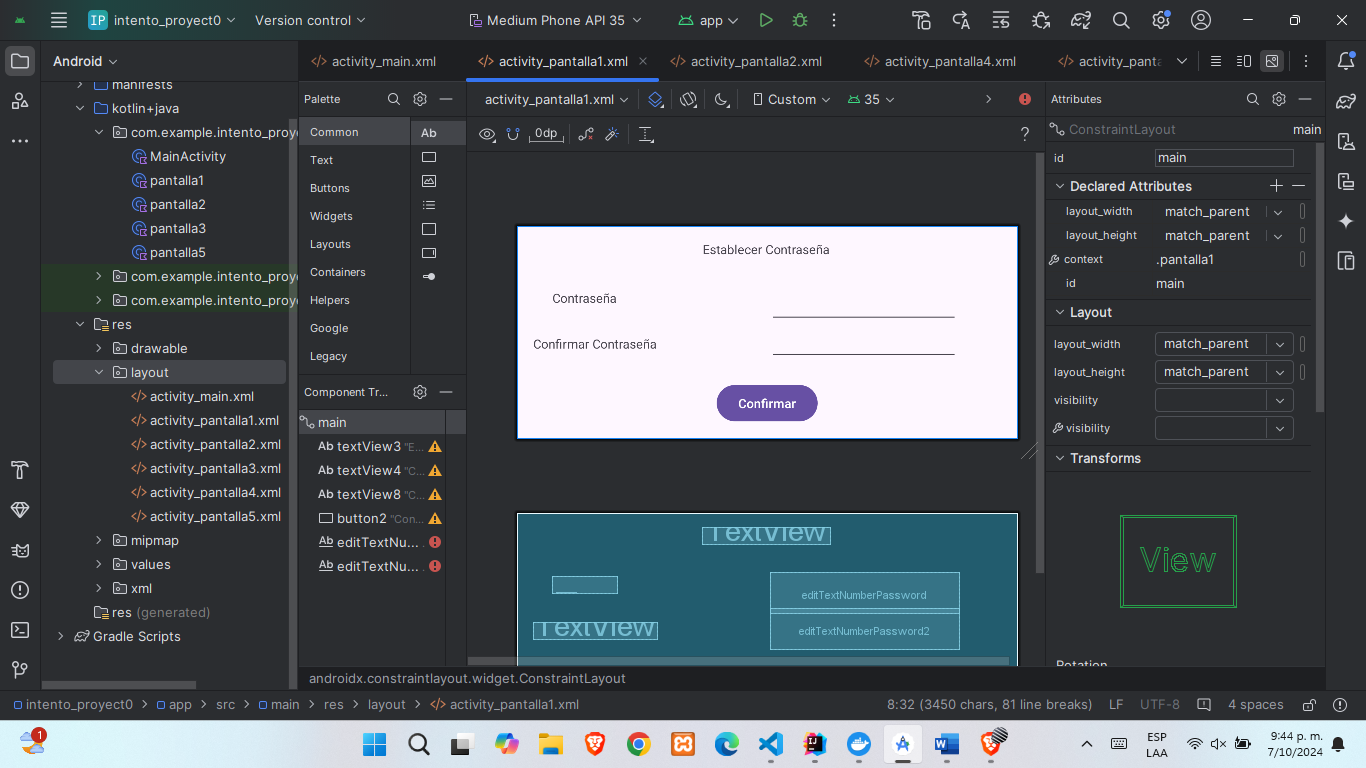 IP intento_proyect0 Version control Medium Phone API 35 app
Android
manifests
kotlin+java
com.example.intento_proye
MainActivity
pantalla1
pantalla2
pantalla3
pantalla5
com.example.intento_proye
com.example.intento_proye
res
drawable
layout
activity_main.xml
activity_pantalla1.xml
activity_pantalla2.xml
activity_pantalla3.xml
activity_pantalla4.xml
activity_pantalla5.xml
mipmap
values
xml
res (generated)
Gradle Scripts
activity_main.xml activity_pantalla1.xml activity_pantalla2.xml activity_pantalla4.xml activity_panta
Palette
Common
Text
Buttons
Widgets
Layouts
Containers
Helpers
Google
Legacy
Ab
Component Tr...
main
Ab textView3 "E...
Ab textView4 "C...
Ab textView8 "C...
button2 "Con...
Ab editTextNu...
Ab editTextNu...
activity_pantalla1.xml Custom 35
0dp ?
Establecer Contraseña
Contraseña
Confirmar Contraseña
Confirmar
TextView
editTextNumberPassword
TextView
editTextNumberPassword2
androidx.constraintlayout.widget.ConstraintLayout
Attributes
ConstraintLayout main
id main
Declared Attributes
layout_width match_parent
layout_height match_parent
context .pantalla1
id main
Layout
layout_width match_parent
layout_height match_parent
visibility
visibility
Transforms
View
Rotation
intento_proyect0 > app > src > main > res > layout > activity_pantalla1.xml
8:32 (3450 chars, 81 line breaks) LF UTF-8 4 spaces
1
ESP
LAA
9:44 p. m.
7/10/2024